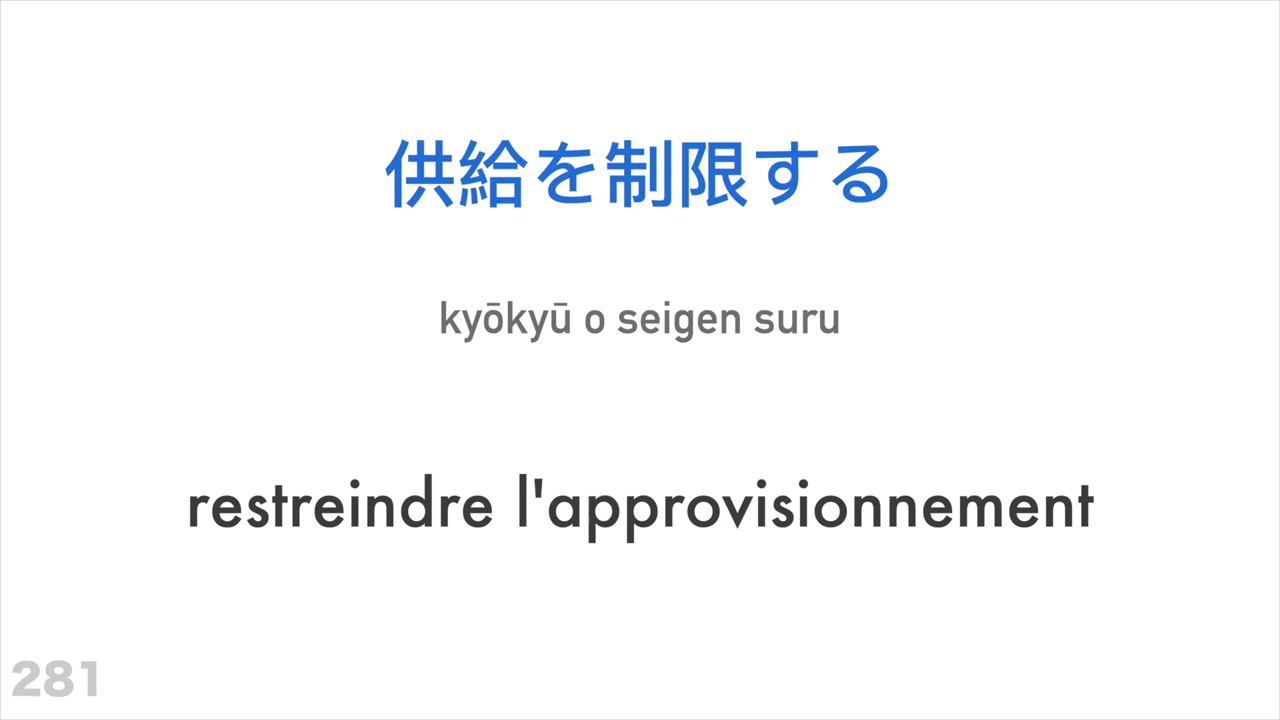 供給を制限する
kyōkyū o seigen suru
restreindre l'approvisionnement
281